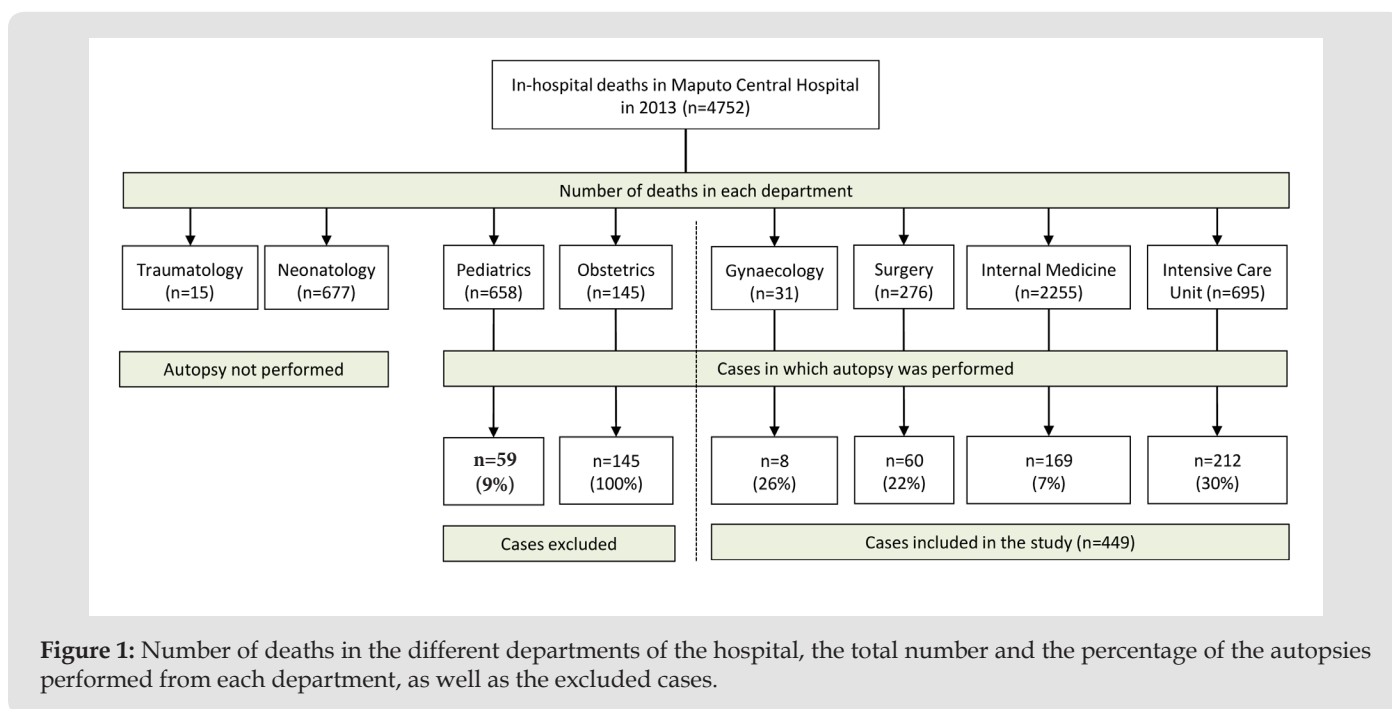 In-hospital deaths in Maputo Central Hospital
in 2013 (n=4752)
Number of deaths in each department
Traumatology
(n=15)
Neonatology
(n=677)
Pediatrics
(n=658)
Obstetrics
(n=145)
Gynaecology
(n=31)
Surgery
(n=276)
Internal Medicine
(n=2255)
Intensive Care
Unit (n=695)
Autopsy not performed
Cases in which autopsy was performed
n=59
(9%)
n=145
(100%)
n=8
(26%)
n=60
(22%)
n=169
(7%)
n=212
(30%)
Cases excluded
Cases included in the study (n=449)
Figure 1: Number of deaths in the different departments of the hospital, the total number and the percentage of the autopsies
performed from each department, as well as the excluded cases.